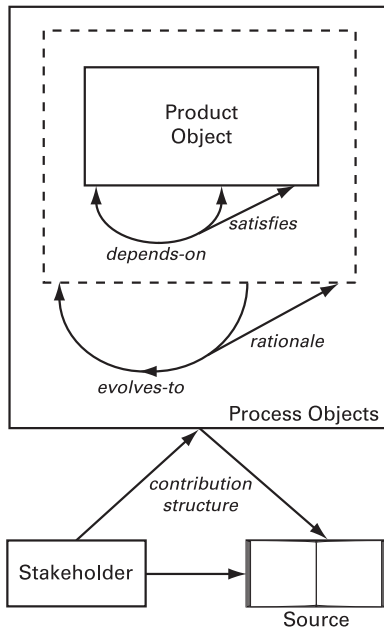 Product
Object
satisfies
depends-on
rationale
evolves-to
Process Objects
contribution
structure
Stakeholder
Source